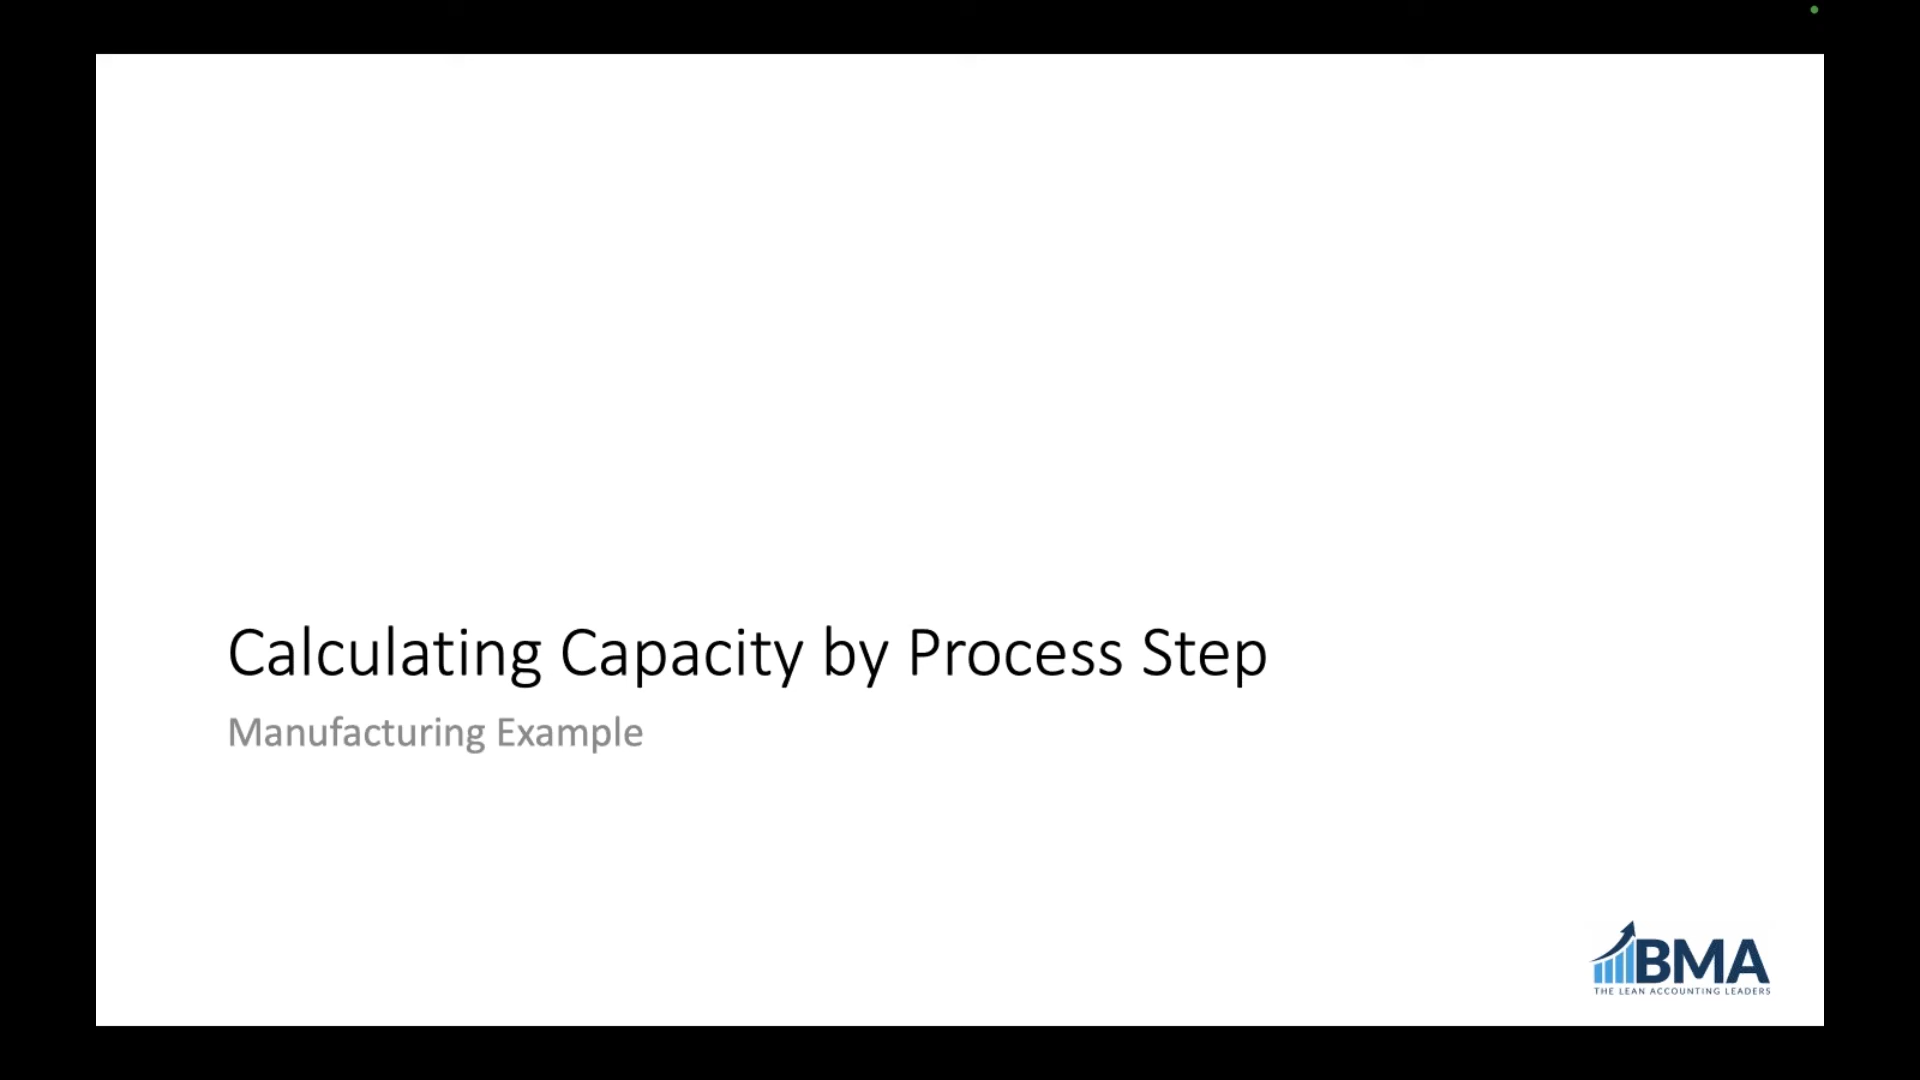 Calculating Capacity by Process Step
Manufacturing Example
BMA
THE LEAN ACCOUNTING LEADERS